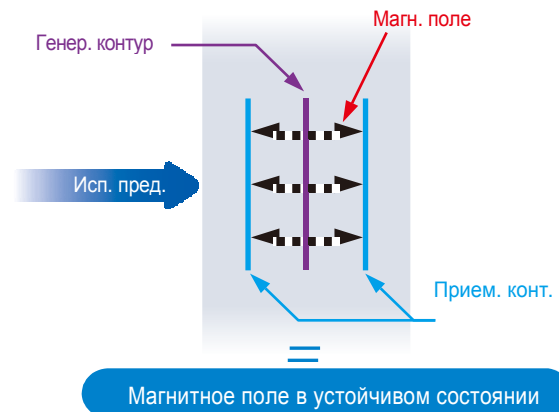 Магн. поле
Генер. контур
Исп. пред.
Прием. конт.
Магнитное поле в устойчивом состоянии